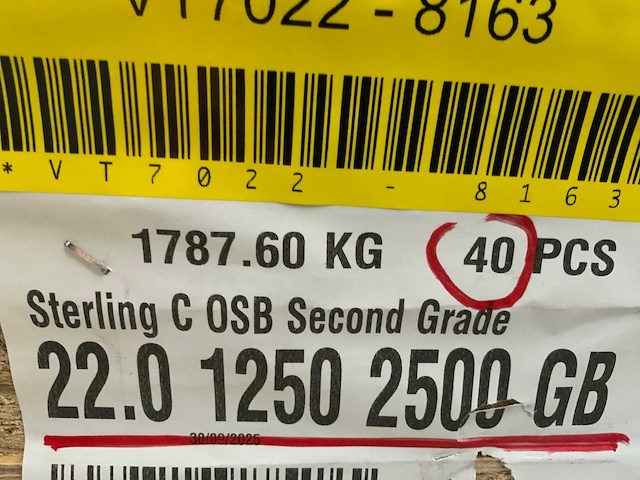 VT7022-8163
*VT7022-8163
1787.60 KG 40 PCS
Sterling C OSB Second Grade
22.0 1250 2500 GB
30/09/2025